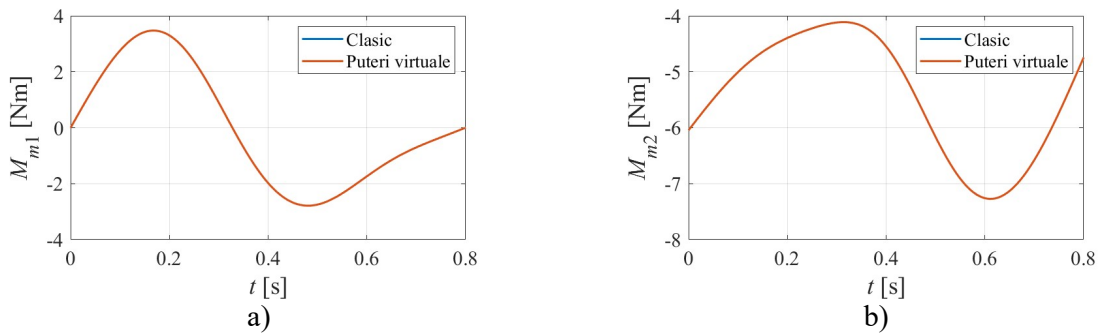 4
2
0
-2
-4
M_m1 [Nm]
0
0.2
0.4
0.6
0.8
t [s]
Clasic
Puteri virtuale
a)
-4
-5
-6
-7
-8
M_m2 [Nm]
0
0.2
0.4
0.6
0.8
t [s]
Clasic
Puteri virtuale
b)